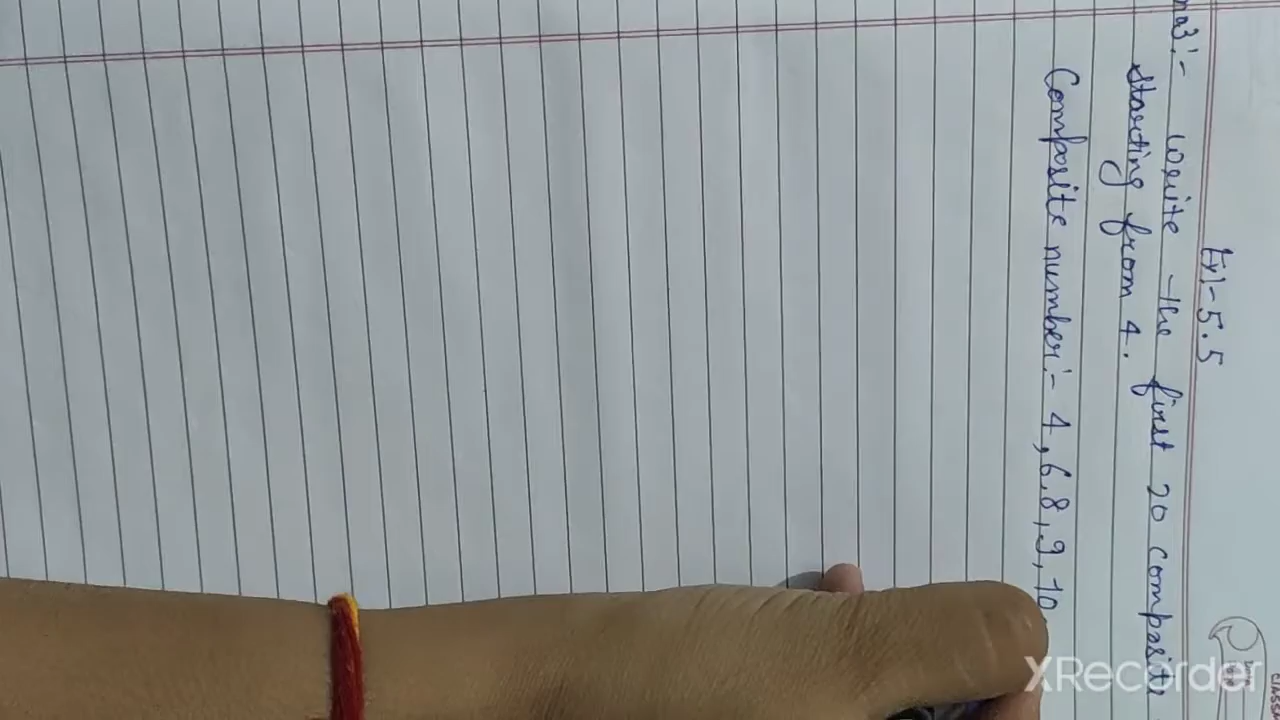 Ex)-5.5
na3:- Write the first 20 composite
starting from 4.
Composite number:- 4, 6, 8, 9, 10
XRecorder